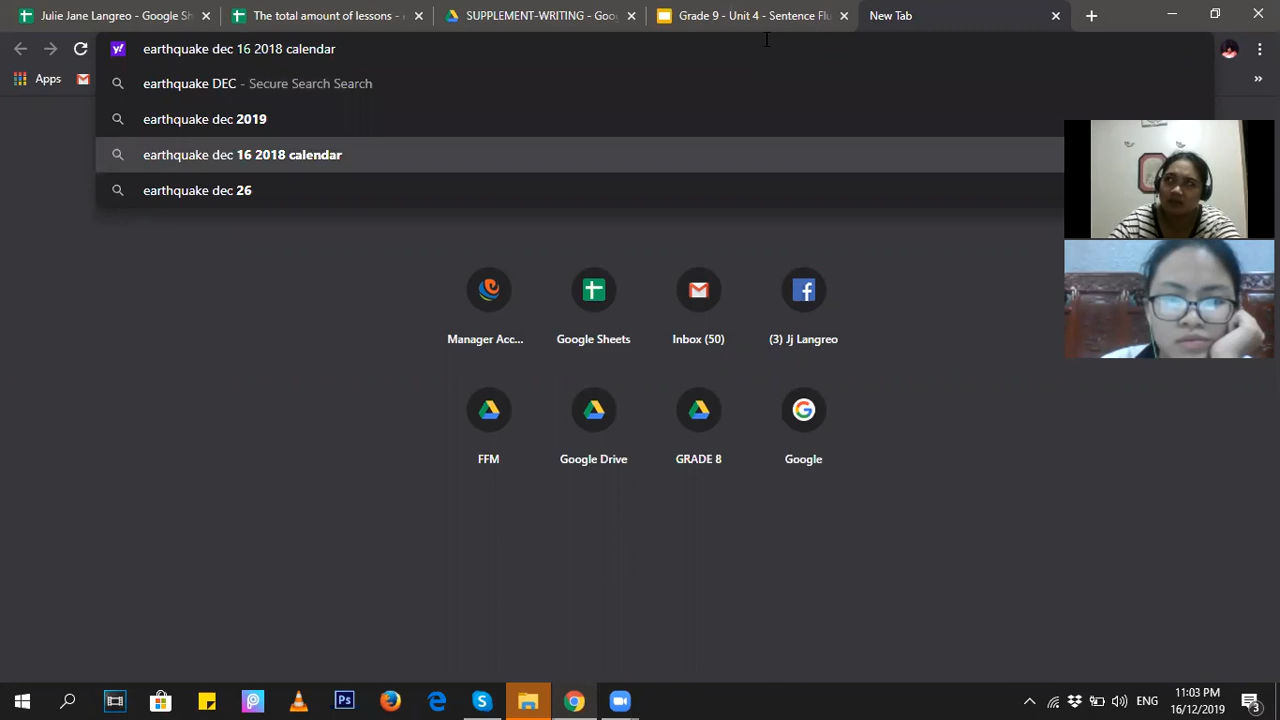 Julie Jane Langreo - Google Sh
The total amount of lessons
SUPPLEMENT-WRITING - Goog
Grade 9 - Unit 4 - Sentence Flu
New Tab
y!
earthquake dec 16 2018 calendar
Apps
»
earthquake DEC - Secure Search Search
earthquake dec 2019
earthquake dec 16 2018 calendar
earthquake dec 26
Manager Acc...
Google Sheets
Inbox (50)
(3) Jj Langreo
FFM
Google Drive
GRADE 8
Google
Ps
ENG
11:03 PM
16/12/2019
3